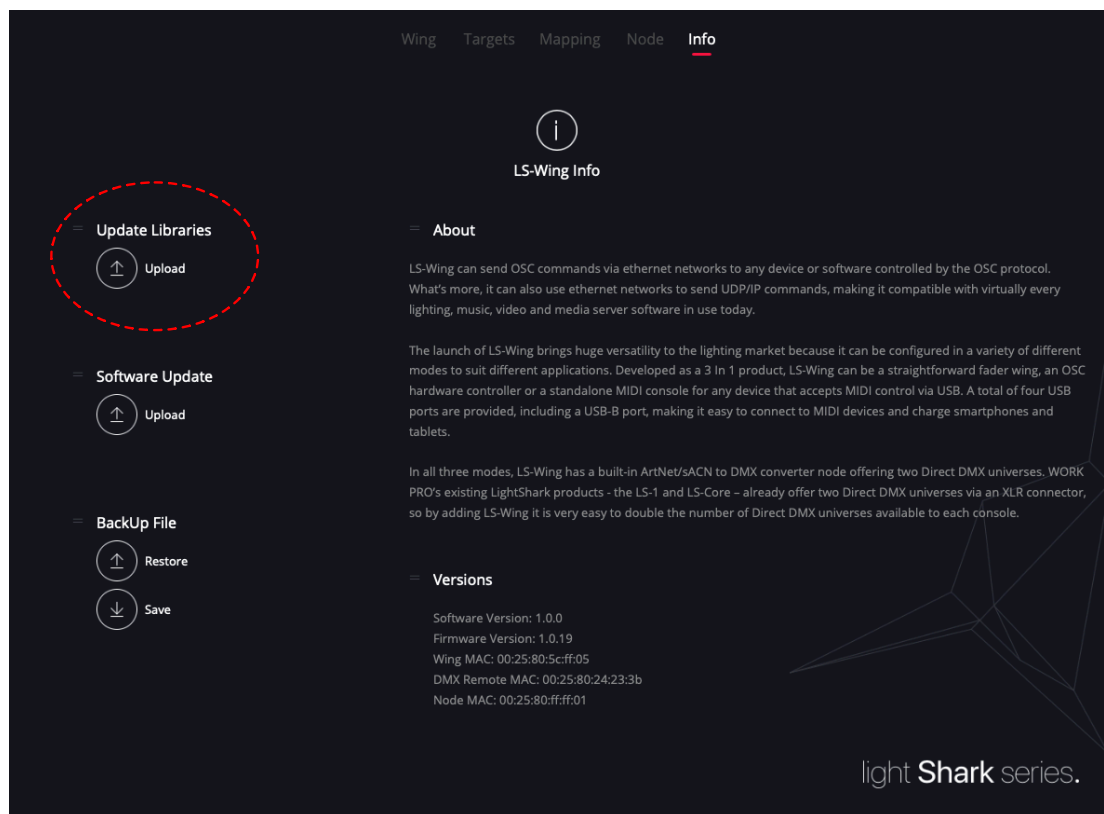 Wing Targets Mapping Node Info
LS-Wing Info
Update Libraries
Upload
Software Update
Upload
BackUp File
Restore
Save
About
LS-Wing can send OSC commands via ethernet networks to any device or software controlled by the OSC protocol.
What's more, it can also use ethernet networks to send UDP/IP commands, making it compatible with virtually every
lighting, music, video and media server software in use today.
The launch of LS-Wing brings huge versatility to the lighting market because it can be configured in a variety of different
modes to suit different applications. Developed as a 3 In 1 product, LS-Wing can be a straightforward fader wing, an OSC
hardware controller or a standalone MIDI console for any device that accepts MIDI control via USB. A total of four USB
ports are provided, including a USB-B port, making it easy to connect to MIDI devices and charge smartphones and
tablets.
In all three modes, LS-Wing has a built-in ArtNet/sACN to DMX converter node offering two Direct DMX universes. WORK
PRO's existing LightShark products - the LS-1 and LS-Core – already offer two Direct DMX universes via an XLR connector,
so by adding LS-Wing it is very easy to double the number of Direct DMX universes available to each console.
Versions
Software Version: 1.0.0
Firmware Version: 1.0.19
Wing MAC: 00:25:80:5c:ff:05
DMX Remote MAC: 00:25:80:24:23:3b
Node MAC: 00:25:80:ff:ff:01
light Shark series.